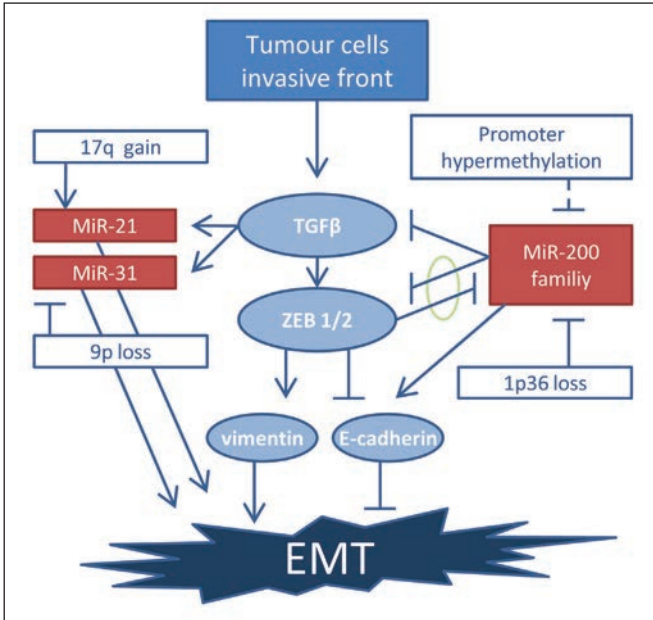 Tumour cells
invasive front
17q gain
Promoter
hypermethylation
MiR-21
TGFβ
MiR-31
MiR-200
familiy
ZEB 1/2
9p loss
1p36 loss
vimentin
E-cadherin
EMT